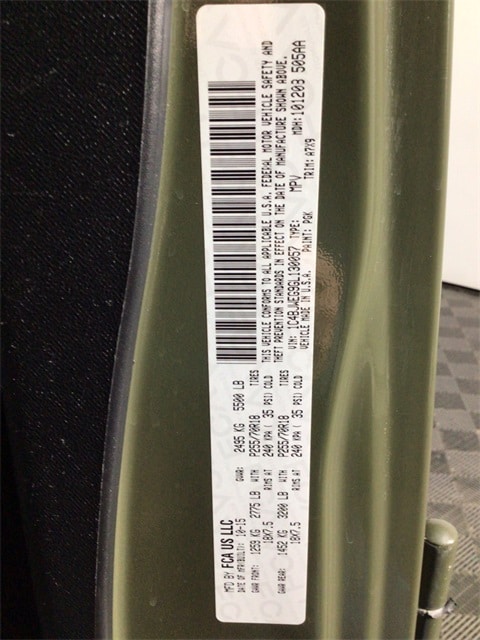 MFD BY FCA US LLC
DATE OF MFR(BUILT): 10-15 GVWR: 2495 KG 5500 LB
GAWR FRONT: 1259 KG 2775 LB WITH P255/70R18 TIRES
18X7.5 RIMS AT 240 KPA ( 35 PSI) COLD
GAWR REAR: 1452 KG 3200 LB WITH P255/70R18 TIRES
18X7.5 RIMS AT 240 KPA ( 35 PSI) COLD
THIS VEHICLE CONFORMS TO ALL APPLICABLE U.S.A. FEDERAL MOTOR VEHICLE SAFETY AND
THEFT PREVENTION STANDARDS IN EFFECT ON THE DATE OF MANUFACTURE SHOWN ABOVE.
VIN: 1C4BJWEG9GL130057 TYPE: MPV MDH: 101203 505AA
VEHICLE MADE IN U.S.A. PAINT: PGK TRIM: A7X9